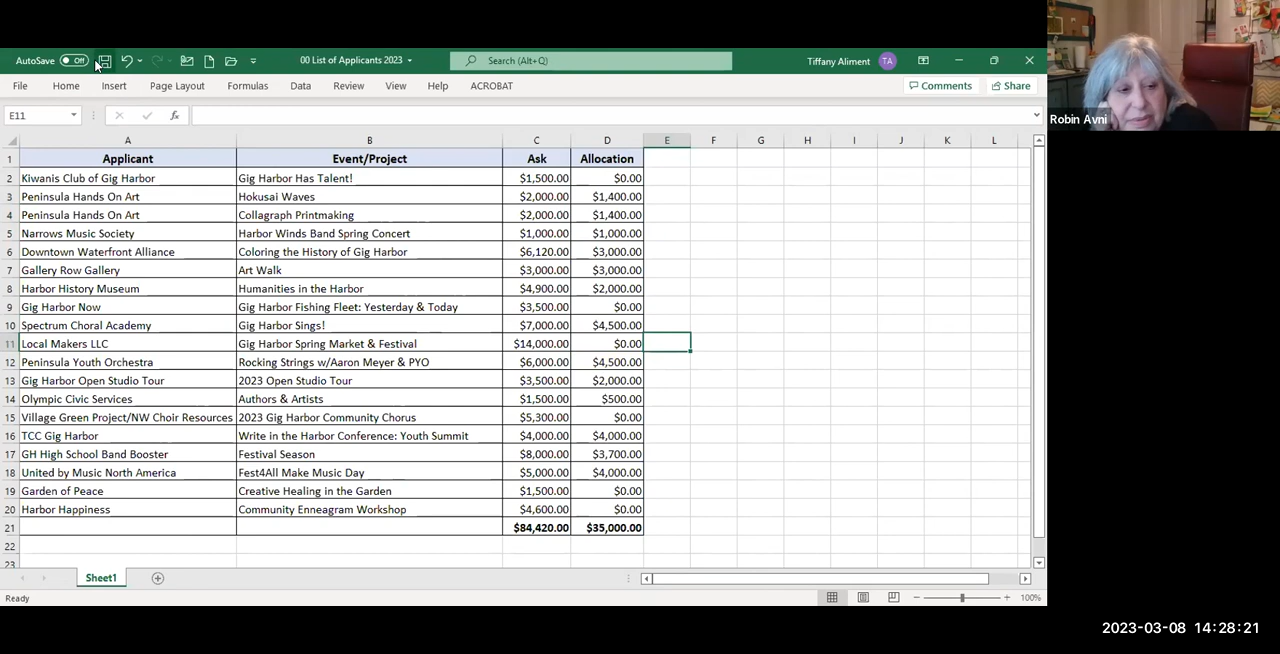 AutoSave Off 00 List of Applicants 2023 Search (Alt+Q) Tiffany Aliment TA
File Home Insert Page Layout Formulas Data Review View Help ACROBAT Comments Share
Robin Avni
E11 fx
A B C D E F G H I J K L
1 Applicant Event/Project Ask Allocation
2 Kiwanis Club of Gig Harbor Gig Harbor Has Talent! $1,500.00 $0.00
3 Peninsula Hands On Art Hokusai Waves $2,000.00 $1,400.00
4 Peninsula Hands On Art Collagraph Printmaking $2,000.00 $1,400.00
5 Narrows Music Society Harbor Winds Band Spring Concert $1,000.00 $1,000.00
6 Downtown Waterfront Alliance Coloring the History of Gig Harbor $6,120.00 $3,000.00
7 Gallery Row Gallery Art Walk $3,000.00 $3,000.00
8 Harbor History Museum Humanities in the Harbor $4,900.00 $2,000.00
9 Gig Harbor Now Gig Harbor Fishing Fleet: Yesterday & Today $3,500.00 $0.00
10 Spectrum Choral Academy Gig Harbor Sings! $7,000.00 $4,500.00
11 Local Makers LLC Gig Harbor Spring Market & Festival $14,000.00 $0.00
12 Peninsula Youth Orchestra Rocking Strings w/Aaron Meyer & PYO $6,000.00 $4,500.00
13 Gig Harbor Open Studio Tour 2023 Open Studio Tour $3,500.00 $2,000.00
14 Olympic Civic Services Authors & Artists $1,500.00 $500.00
15 Village Green Project/NW Choir Resources 2023 Gig Harbor Community Chorus $5,300.00 $0.00
16 TCC Gig Harbor Write in the Harbor Conference: Youth Summit $4,000.00 $4,000.00
17 GH High School Band Booster Festival Season $8,000.00 $3,700.00
18 United by Music North America Fest4All Make Music Day $5,000.00 $4,000.00
19 Garden of Peace Creative Healing in the Garden $1,500.00 $0.00
20 Harbor Happiness Community Enneagram Workshop $4,600.00 $0.00
21 $84,420.00 $35,000.00
22
23
Sheet1
Ready 100%
2023-03-08 14:28:21